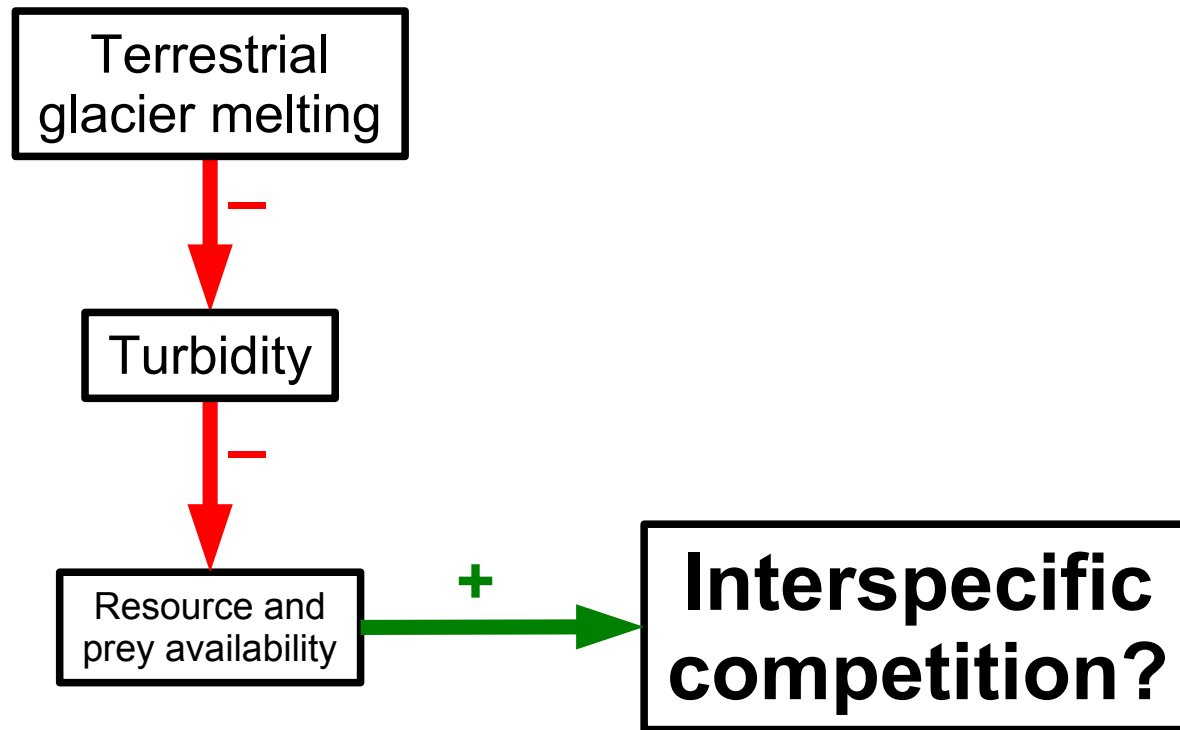 Terrestrial
glacier melting
–
Turbidity
–
Resource and
prey availability
+
Interspecific
competition?